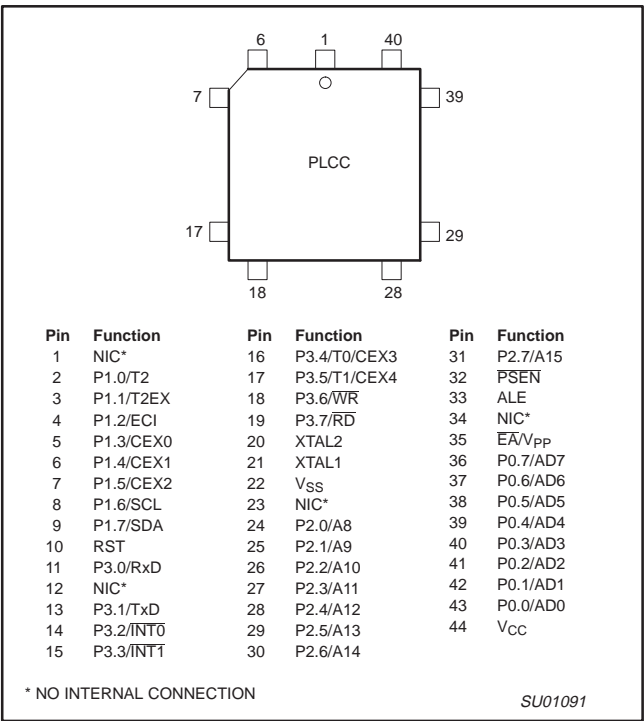 6 1 40
7 39
PLCC
17 29
18 28
Pin Function Pin Function Pin Function
1 NIC* 16 P3.4/T0/CEX3 31 P2.7/A15
2 P1.0/T2 17 P3.5/T1/CEX4 32 P̅S̅E̅N̅
3 P1.1/T2EX 18 P3.6/W̅R̅ 33 ALE
4 P1.2/ECI 19 P3.7/R̅D̅ 34 NIC*
5 P1.3/CEX0 20 XTAL2 35 E̅A̅/VPP
6 P1.4/CEX1 21 XTAL1 36 P0.7/AD7
7 P1.5/CEX2 22 VSS 37 P0.6/AD6
8 P1.6/SCL 23 NIC* 38 P0.5/AD5
9 P1.7/SDA 24 P2.0/A8 39 P0.4/AD4
10 RST 25 P2.1/A9 40 P0.3/AD3
11 P3.0/RxD 26 P2.2/A10 41 P0.2/AD2
12 NIC* 27 P2.3/A11 42 P0.1/AD1
13 P3.1/TxD 28 P2.4/A12 43 P0.0/AD0
14 P3.2/I̅N̅T̅0̅ 29 P2.5/A13 44 VCC
15 P3.3/I̅N̅T̅1̅ 30 P2.6/A14
* NO INTERNAL CONNECTION
SU01091